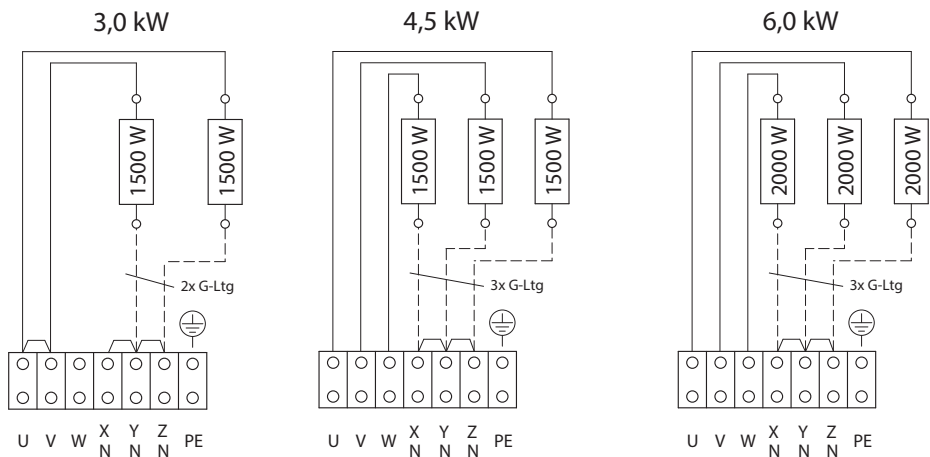 3,0 kW
1500 W
1500 W
2x G-Ltg
U V W X N Y N Z N PE
4,5 kW
1500 W
1500 W
1500 W
3x G-Ltg
U V W X N Y N Z N PE
6,0 kW
2000 W
2000 W
2000 W
3x G-Ltg
U V W X N Y N Z N PE